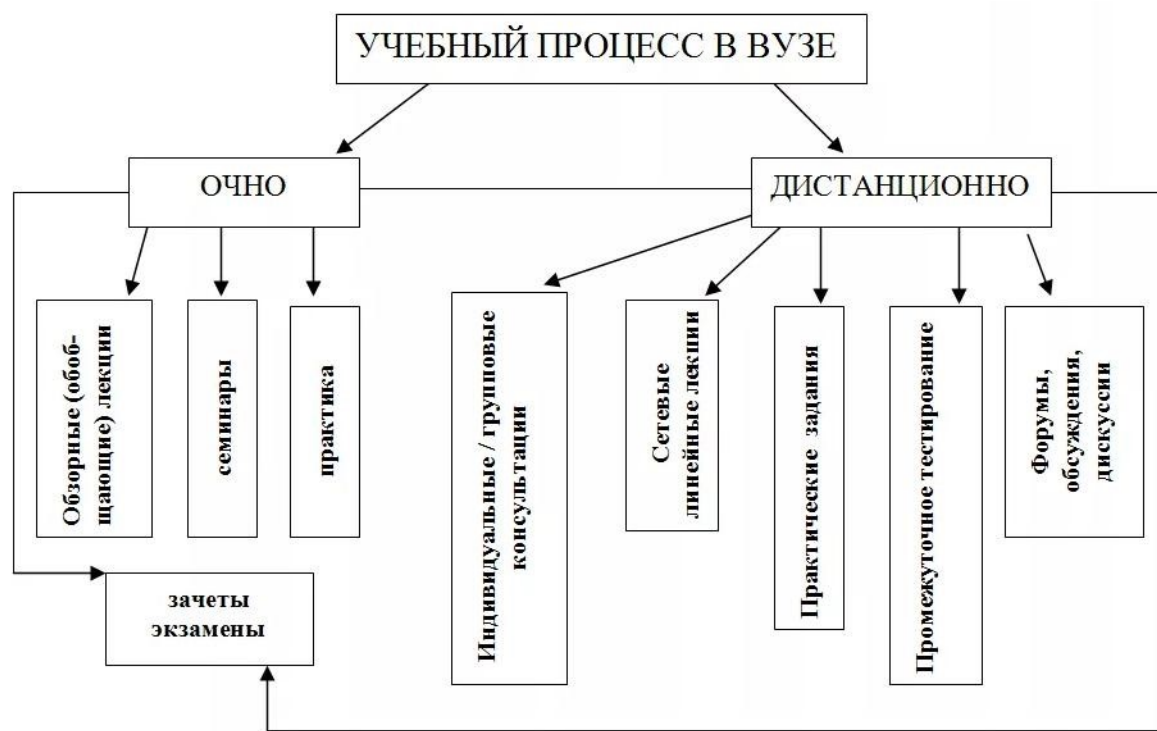 УЧЕБНЫЙ ПРОЦЕСС В ВУЗЕ
ОЧНО
ДИСТАНЦИОННО
Обзорные (обоб-
щающие) лекции
семинары
практика
Индивидуальные / групповые
консультации
Сетевые
линейные лекции
Практические задания
Промежуточное тестирование
Форумы,
обсуждения,
дискуссии
зачеты
экзамены